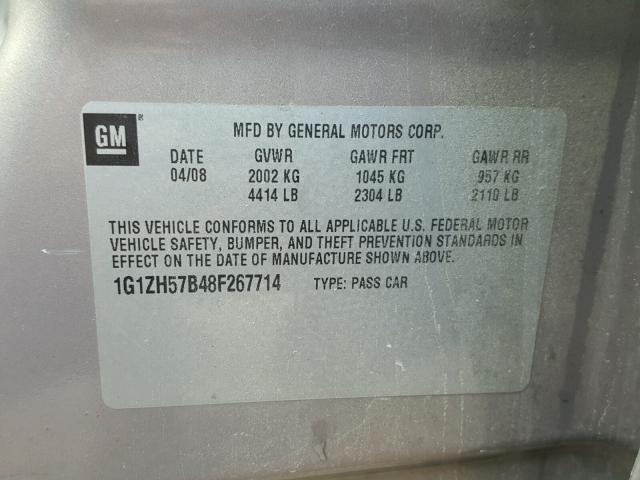 GM ®
MFD BY GENERAL MOTORS CORP.
DATE GVWR GAWR FRT GAWR RR
04/08 2002 KG 1045 KG 957 KG
4414 LB 2304 LB 2110 LB
THIS VEHICLE CONFORMS TO ALL APPLICABLE U.S. FEDERAL MOTOR
VEHICLE SAFETY, BUMPER, AND THEFT PREVENTION STANDARDS IN
EFFECT ON THE DATE OF MANUFACTURE SHOWN ABOVE.
1G1ZH57B48F267714 TYPE: PASS CAR